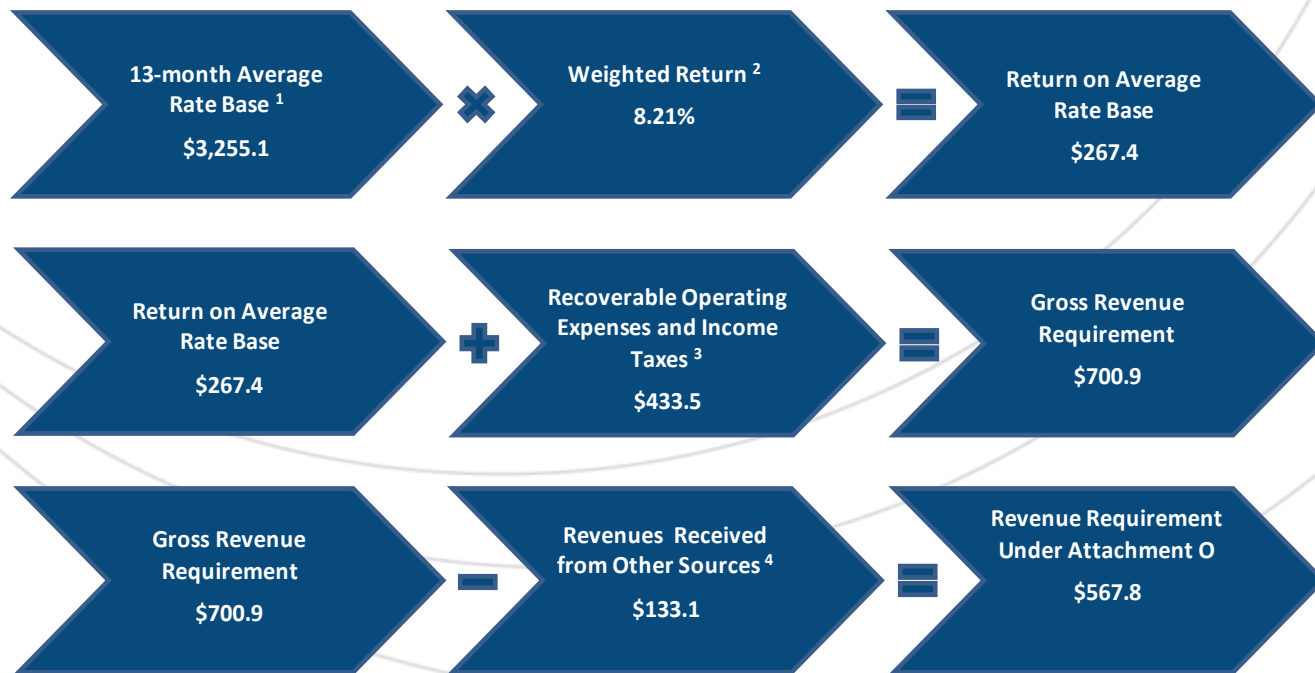 13-month Average
Rate Base 1
$3,255.1
Weighted Return 2
8.21%
Return on Average
Rate Base
$267.4
Return on Average
Rate Base
$267.4
Recoverable Operating
Expenses and Income
Taxes 3
$433.5
Gross Revenue
Requirement
$700.9
Gross Revenue
Requirement
$700.9
Revenues Received
from Other Sources 4
$133.1
Revenue Requirement
Under Attachment O
$567.8